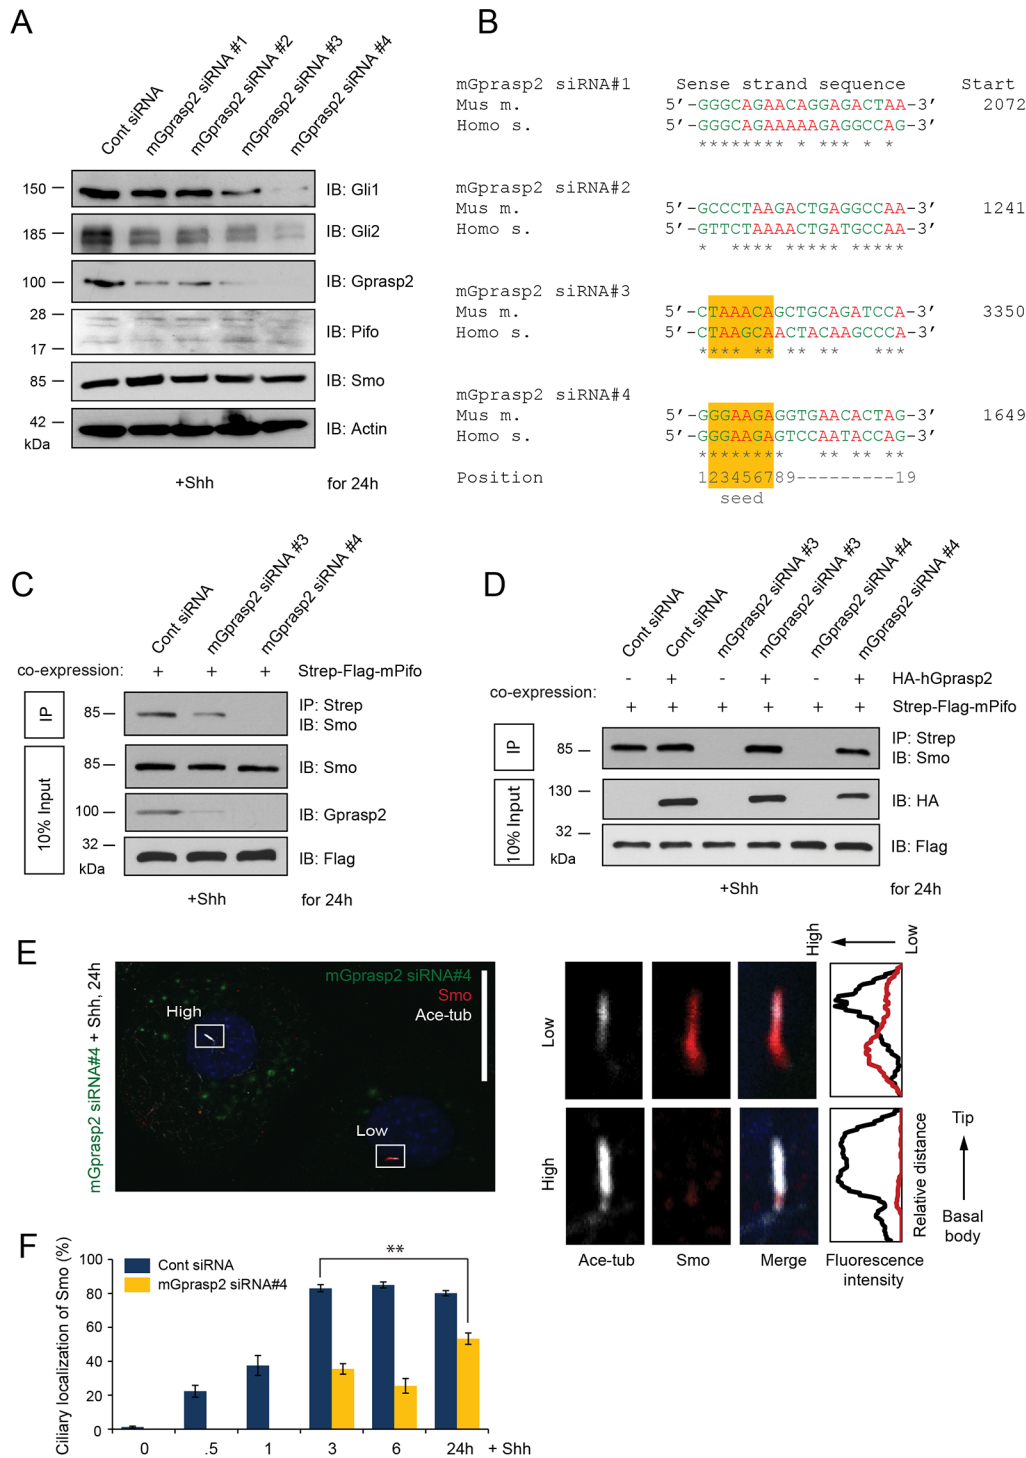 A
Cont siRNA
mGprasp2 siRNA #1
mGprasp2 siRNA #2
mGprasp2 siRNA #3
mGprasp2 siRNA #4
150
IB: Gli1
185
IB: Gli2
100
IB: Gprasp2
28
17
IB: Pifo
85
IB: Smo
42
kDa
IB: Actin
+Shh
for 24h
B
mGprasp2 siRNA#1 Sense strand sequence Start
Mus m. 5′-GGGCAGAACAGGAGACTAA-3′ 2072
Homo s. 5′-GGGCAGAAAAAGAGGCCAG-3′
******** * *** * *
mGprasp2 siRNA#2
Mus m. 5′-GCCCTAAGACTGAGGCCAA-3′ 1241
Homo s. 5′-GTTCTAAAACTGATGCCAA-3′
* **** **** *****
mGprasp2 siRNA#3
Mus m. 5′-CTAAACAGCTGCAGATCCA-3′ 3350
Homo s. 5′-CTAAGCAACTACAAGCCCA-3′
**** ** ** ** ***
mGprasp2 siRNA#4
Mus m. 5′-GGGAAGAGGTGAACACTAG-3′ 1649
Homo s. 5′-GGGAAGAGTCCAATACCAG-3′
******** ** ** **
Position 123456789---------19
seed
C
Cont siRNA
mGprasp2 siRNA #3
mGprasp2 siRNA #4
co-expression: + + + Strep-Flag-mPifo
IP
85
IP: Strep
IB: Smo
10% Input
85
IB: Smo
100
IB: Gprasp2
32
kDa
IB: Flag
+Shh
for 24h
D
Cont siRNA
Cont siRNA
mGprasp2 siRNA #3
mGprasp2 siRNA #3
mGprasp2 siRNA #4
mGprasp2 siRNA #4
co-expression:
- + - + - + HA-hGprasp2
+ + + + + + Strep-Flag-mPifo
IP
85
IP: Strep
IB: Smo
10% Input
130
IB: HA
32
kDa
IB: Flag
+Shh
for 24h
E
mGprasp2 siRNA#4 + Shh, 24h
mGprasp2 siRNA#4
Smo
Ace-tub
High
Low
High
Low
Low
High
Ace-tub
Smo
Merge
Fluorescence
intensity
Relative distance
Tip
Basal
body
F
Ciliary localization of Smo (%)
100
80
60
40
20
0
Cont siRNA
mGprasp2 siRNA#4
**
0 .5 1 3 6 24h + Shh